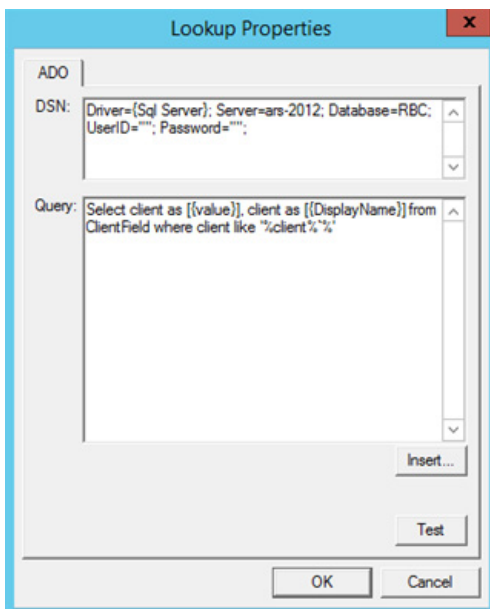 Lookup Properties
x
ADO
DSN:
Driver={Sql Server}; Server=ars-2012; Database=RBC;
UserID=""; Password="";
Query:
Select client as [{value}], client as [{DisplayName}] from
ClientField where client like '%client%`%'
Insert...
Test
OK
Cancel